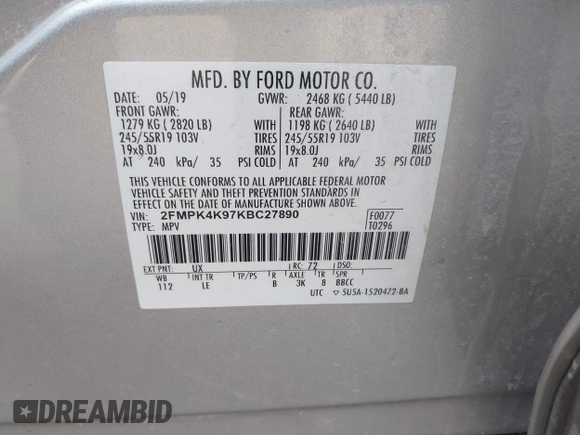 MFD. BY FORD MOTOR CO.
DATE: 05/19 GVWR: 2468 KG ( 5440 LB)
FRONT GAWR: REAR GAWR:
1279 KG ( 2820 LB) WITH 1198 KG ( 2640 LB) WITH
245/55R19 103V TIRES 245/55R19 103V TIRES
19x8.0J RIMS 19x8.0J RIMS
AT 240 kPa/ 35 PSI COLD AT 240 kPa/ 35 PSI COLD
THIS VEHICLE CONFORMS TO ALL APPLICABLE FEDERAL MOTOR
VEHICLE SAFETY AND THEFT PREVENTION STANDARDS IN
EFFECT ON THE DATE OF MANUFACTURE SHOWN ABOVE.
VIN: 2FMPK4K97KBC27890 F0077
TYPE: MPV T0296
EXT PNT: UX RC: 72 DSO:
WB INT TR TP/PS R AXLE TR SPR
112 LE B 3K 8 BBCC
UTC ▽ 5U5A-1520472-BA
DREAMBID